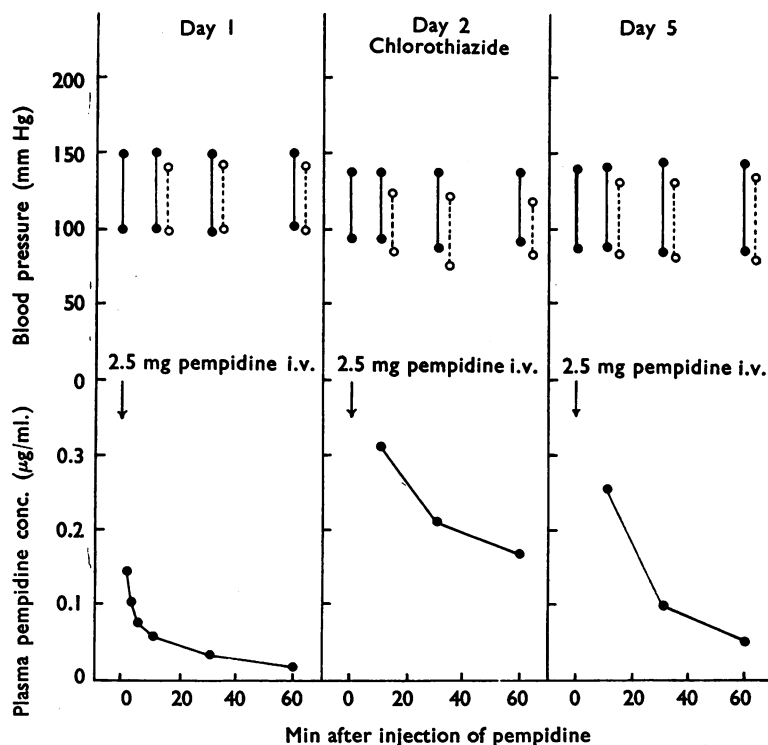 Day 1
Day 2
Chlorothiazide
Day 5
Blood pressure (mm Hg)
200
150
100
50
0
2.5 mg pempidine i.v.
2.5 mg pempidine i.v.
2.5 mg pempidine i.v.
Plasma pempidine conc. (μg/ml.)
0.3
0.2
0.1
0
0 20 40 60
0 20 40 60
0 20 40 60
Min after injection of pempidine